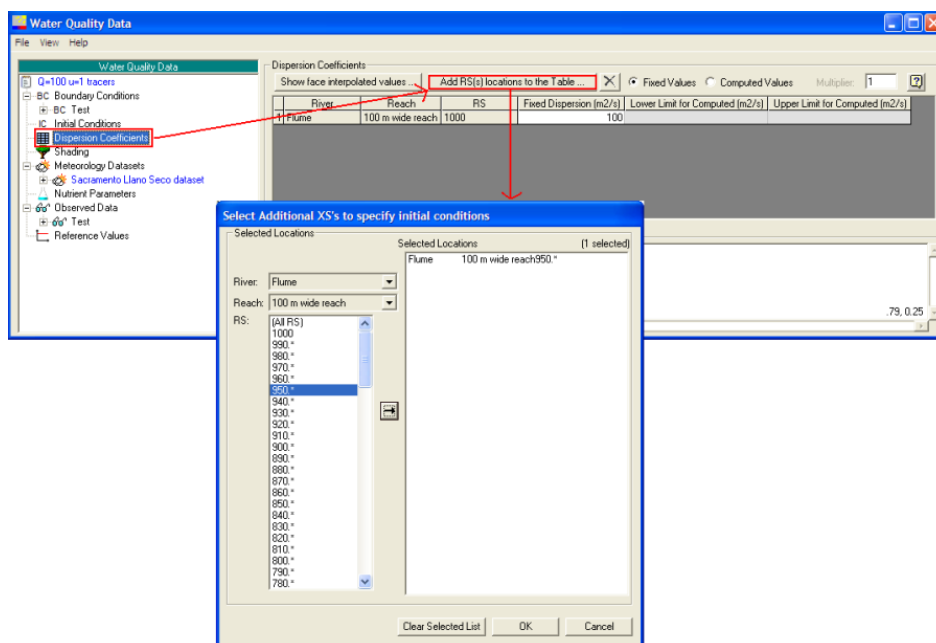 Water Quality Data
File View Help
Water Quality Data
Q=100 u=1 tracers
BC Boundary Conditions
BC Test
IC Initial Conditions
Dispersion Coefficients
Shading
Meteorology Datasets
Sacramento Llano Seco dataset
Nutrient Parameters
Observed Data
Test
Reference Values
Dispersion Coefficients
Show face interpolated values ... Add RS(s) locations to the Table ... Fixed Values Computed Values Multiplier: 1
River Reach RS Fixed Dispersion (m2/s) Lower Limit for Computed (m2/s) Upper Limit for Computed (m2/s)
1 Flume 100 m wide reach 1000 100
.79, 0.25
Select Additional XS's to specify initial conditions
Selected Locations
Selected Locations (1 selected)
Flume 100 m wide reach950.*
River: Flume
Reach: 100 m wide reach
RS: (All RS)
1000
990.*
980.*
970.*
960.*
950.*
940.*
930.*
920.*
910.*
900.*
890.*
880.*
870.*
860.*
850.*
840.*
830.*
820.*
810.*
800.*
790.*
780.*
Clear Selected List OK Cancel